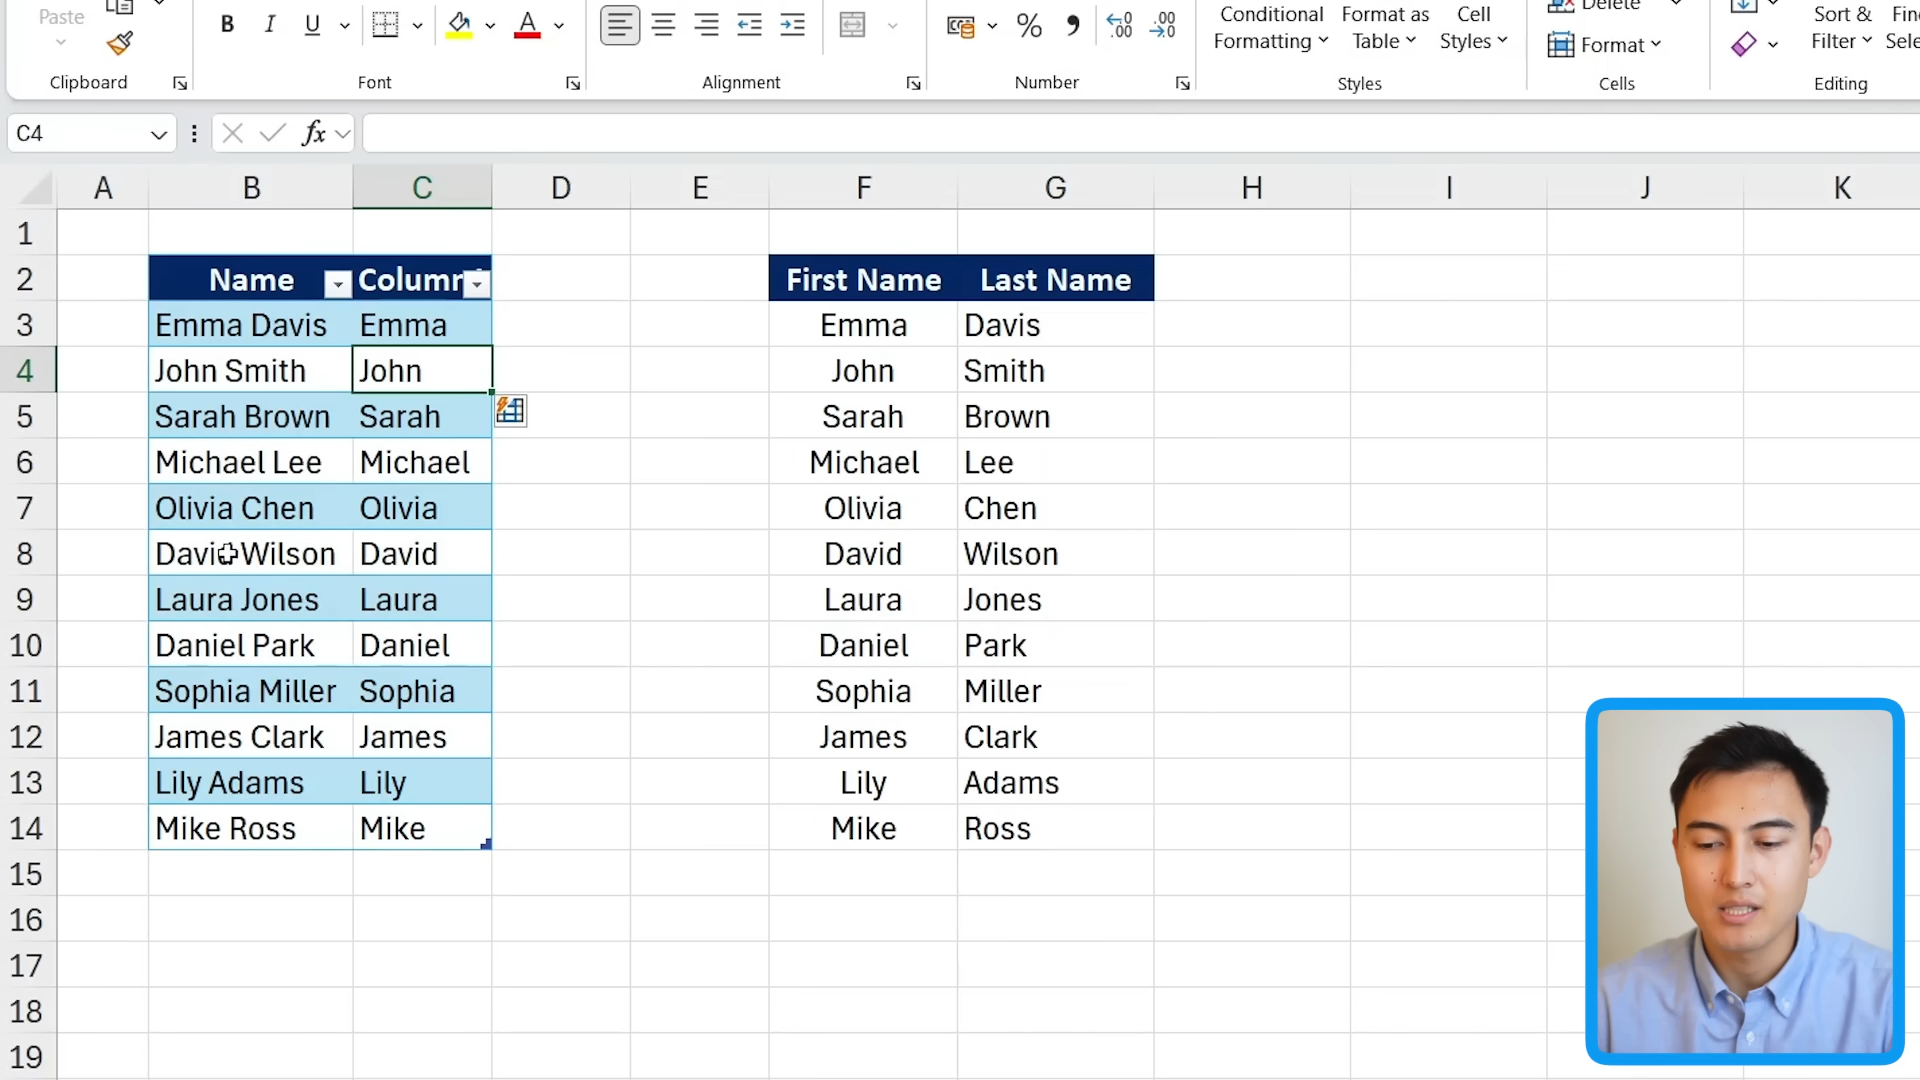 Paste
B I U A
% 9 .00 .00
Conditional Formatting
Format as Table
Cell Styles
Delete
Format
Sort & Filter
Clipboard Font Alignment Number Styles Cells Editing
C4 fx
A B C D E F G H I J K
1
2 Name Column First Name Last Name
3 Emma Davis Emma Emma Davis
4 John Smith John John Smith
5 Sarah Brown Sarah Sarah Brown
6 Michael Lee Michael Michael Lee
7 Olivia Chen Olivia Olivia Chen
8 David Wilson David David Wilson
9 Laura Jones Laura Laura Jones
10 Daniel Park Daniel Daniel Park
11 Sophia Miller Sophia Sophia Miller
12 James Clark James James Clark
13 Lily Adams Lily Lily Adams
14 Mike Ross Mike Mike Ross
15
16
17
18
19